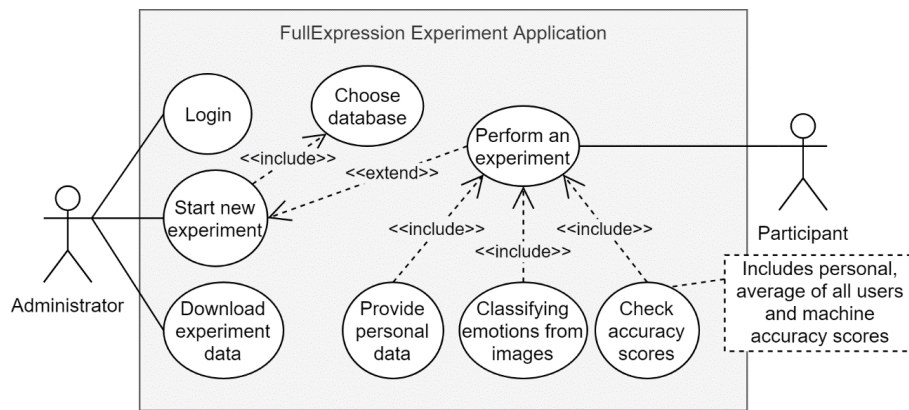 FullExpression Experiment Application
Login
Choose
database
Perform an
experiment
<<include>>
<<extend>>
Start new
experiment
<<include>>
<<include>>
<<include>>
Administrator
Participant
Download
experiment
data
Provide
personal
data
Classifying
emotions from
images
Check
accuracy
scores
Includes personal,
average of all users
and machine
accuracy scores